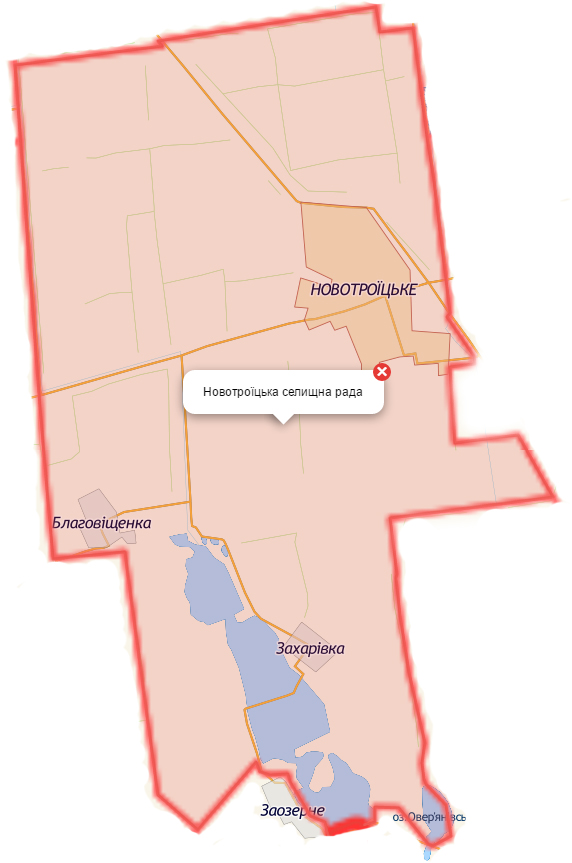 НОВОТРОЇЦЬКЕ
Новотроїцька селищна рада
Благовіщенка
Захарівка
Заозерне
оз. Овер'янівсь